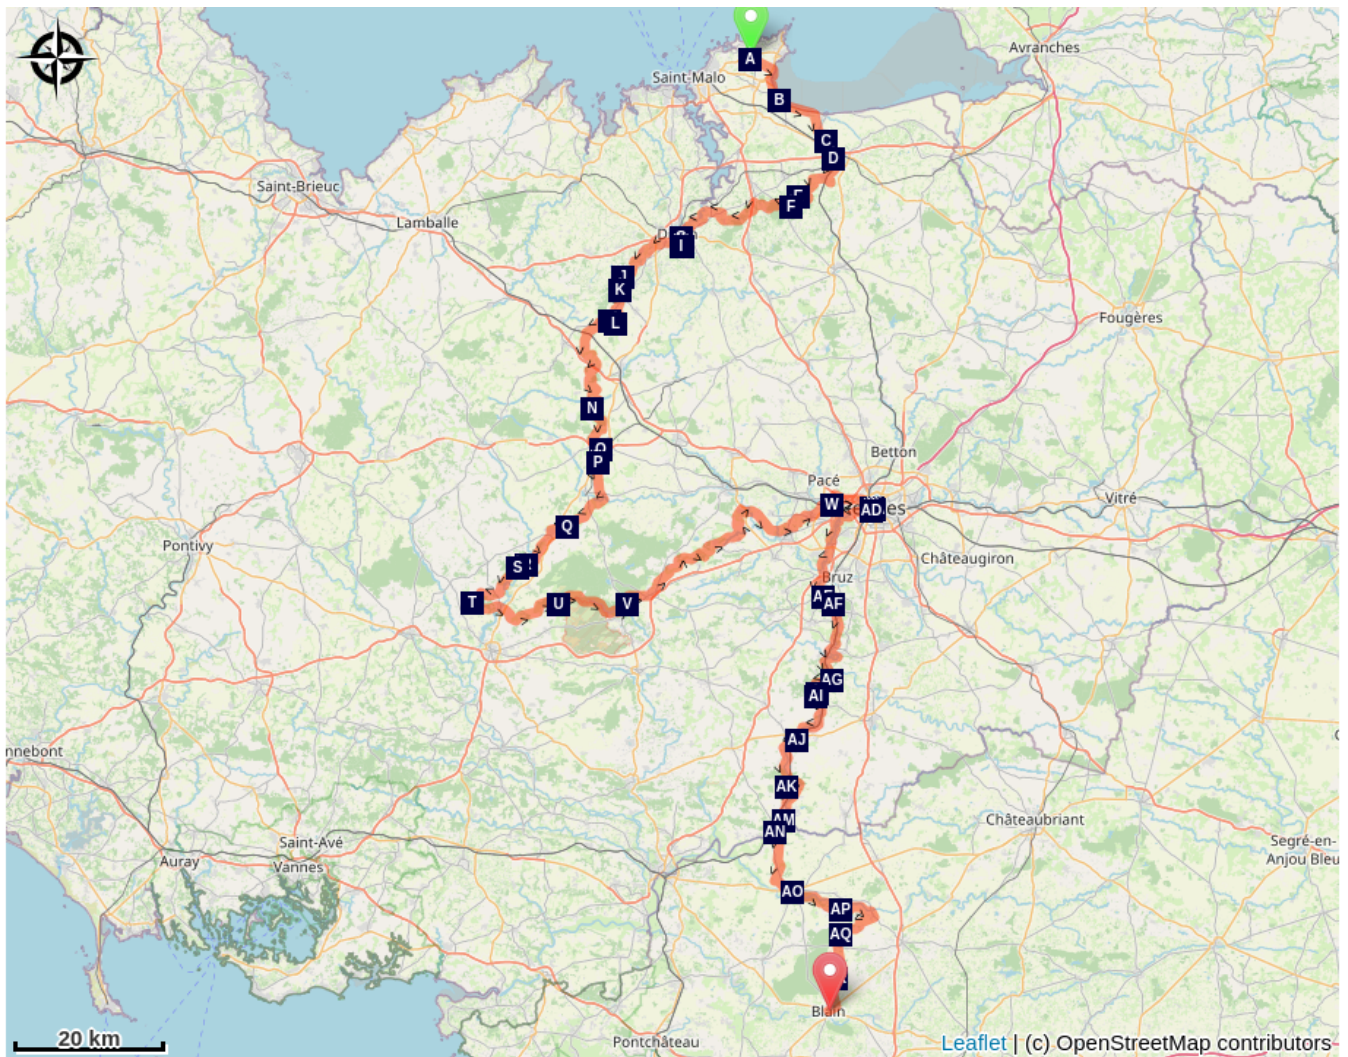 Avranches
A
Saint-Malo
B
C
D
Saint-Brieuc
F
Lamballe
I
J
K
Fougères
L
N
P
Betton
Pacé
W
AD
Vitré
Q
Pontivy
Châteaugiron
S
Bruz
T
U
V
AF
AG
AI
AJ
nnebont
AK
Châteaubriant
AM
AN
Saint-Avé
Segré-en-
Anjou Bleu
Auray
Vannes
AO
AP
AQ
Blain
20 km
Pontchâteau
Leaflet | (c) OpenStreetMap contributors